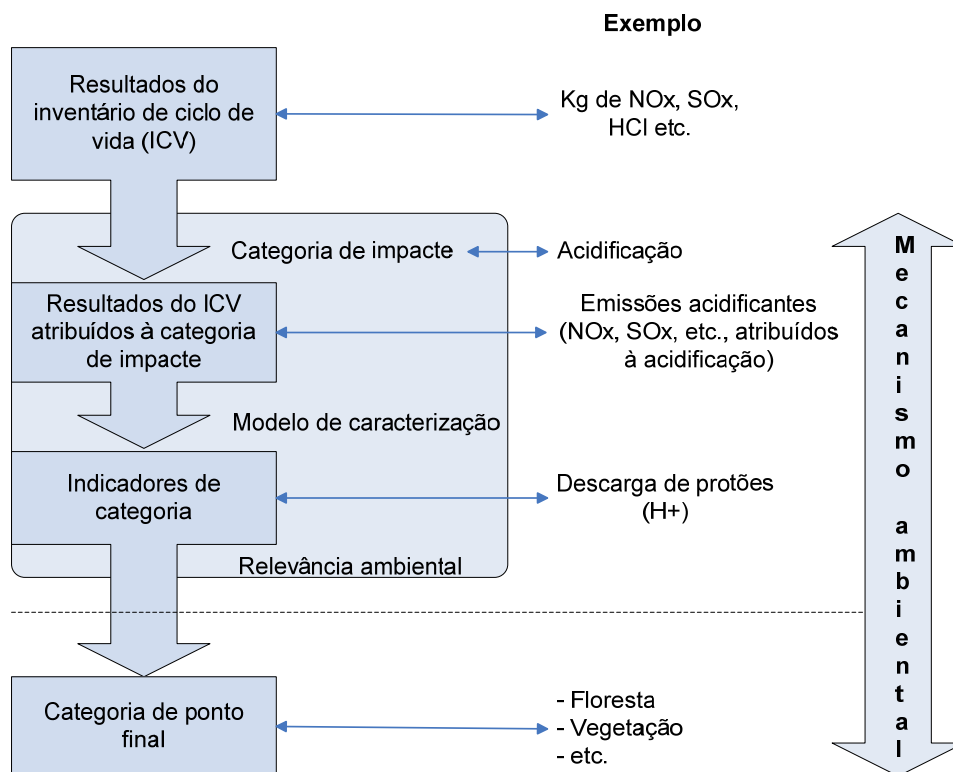 Exemplo
Resultados do
inventário de ciclo de
vida (ICV)
Kg de NOx, SOx,
HCl etc.
Categoria de impacte
Acidificação
Resultados do ICV
atribuídos à categoria
de impacte
Emissões acidificantes
(NOx, SOx, etc., atribuídos
à acidificação)
Modelo de caracterização
Indicadores de
categoria
Descarga de protões
(H+)
Relevância ambiental
Categoria de ponto
final
- Floresta
- Vegetação
- etc.
Mecanismo ambiental